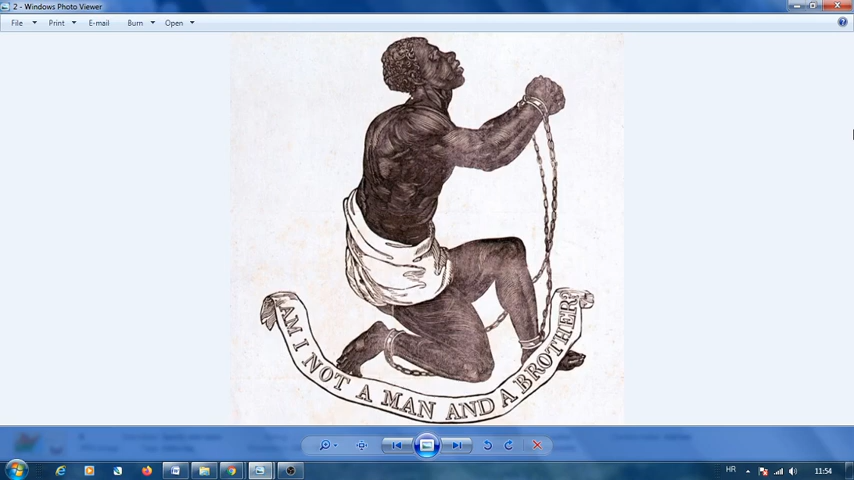 2 - Windows Photo Viewer
File Print E-mail Burn Open
AM I NOT A MAN AND A BROTHER?
HR 11:54